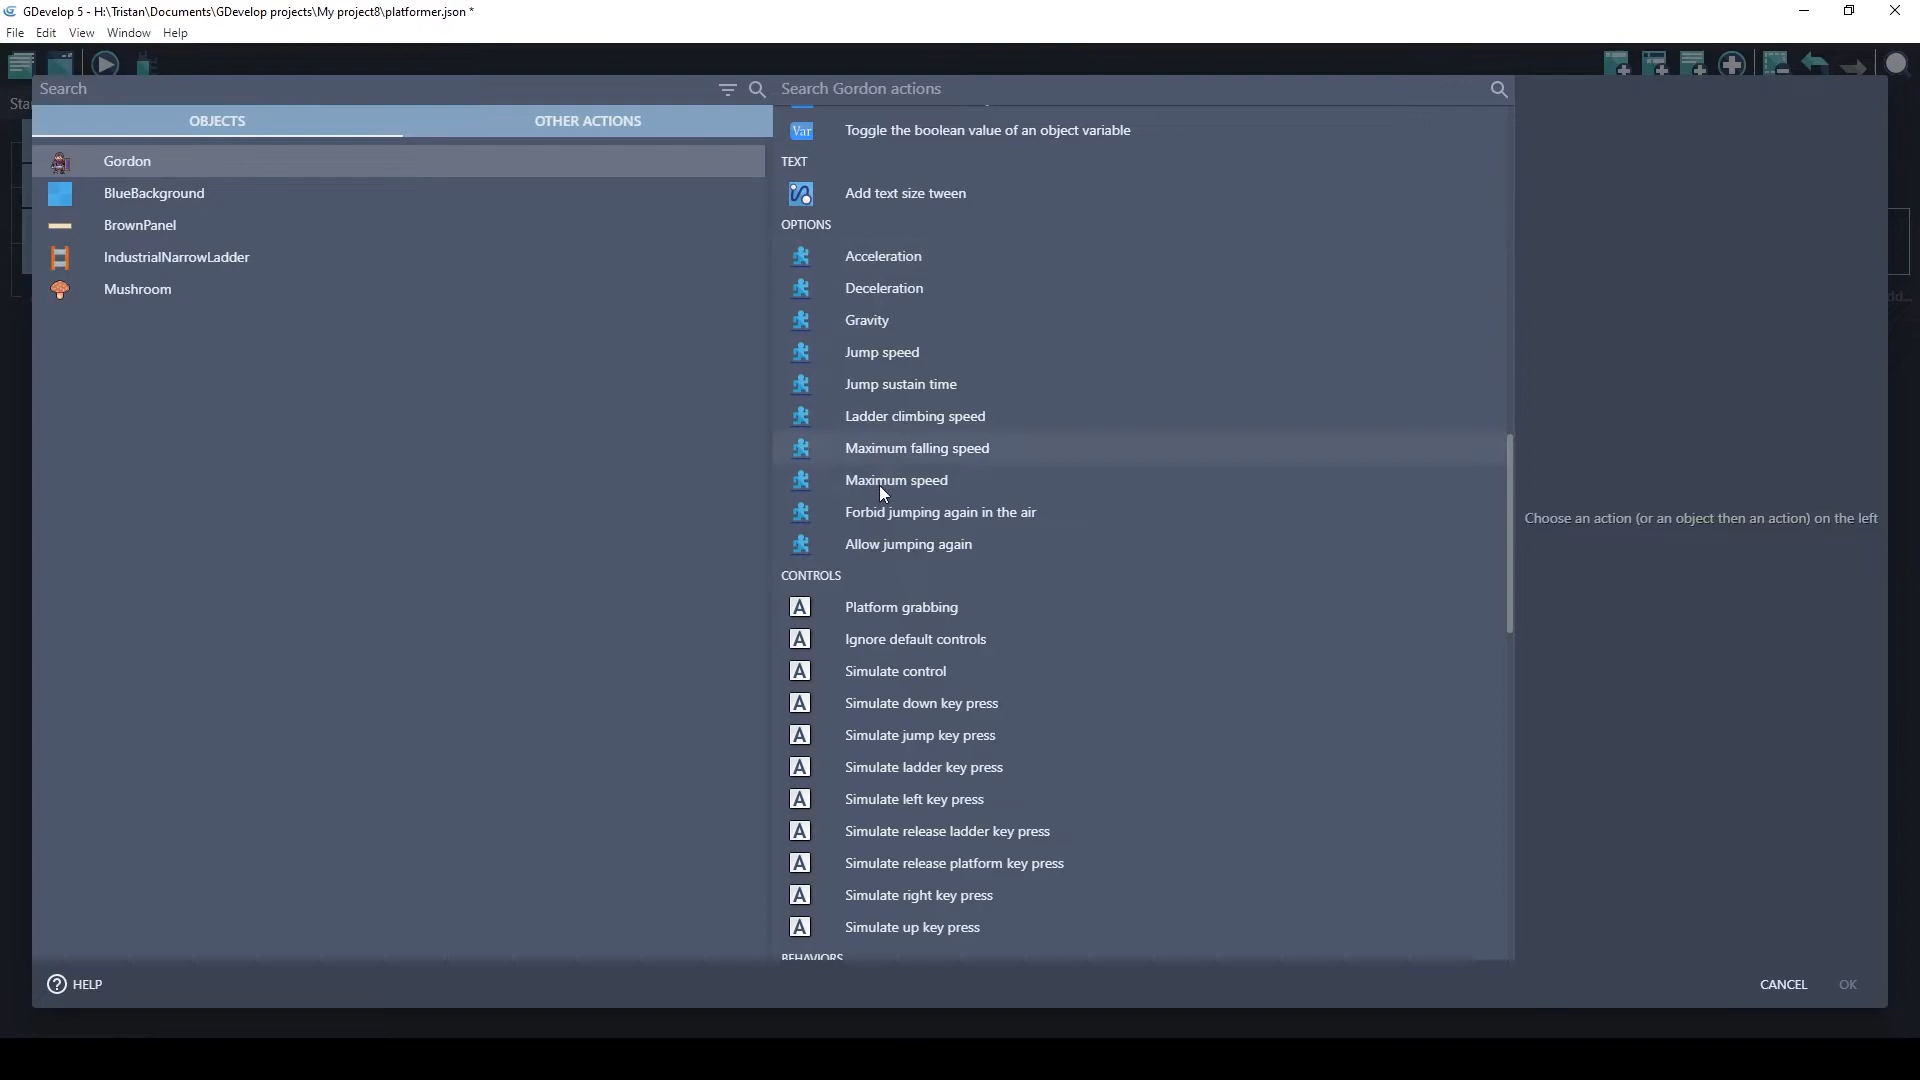 GDevelop 5 - H:\Tristan\Documents\GDevelop projects\My project8\platformer.json *
File Edit View Window Help
Sta
Search
Search Gordon actions
OBJECTS
OTHER ACTIONS
Gordon
BlueBackground
BrownPanel
IndustrialNarrowLadder
Mushroom
Var Toggle the boolean value of an object variable
TEXT
Add text size tween
OPTIONS
Acceleration
Deceleration
Gravity
Jump speed
Jump sustain time
Ladder climbing speed
Maximum falling speed
Maximum speed
Forbid jumping again in the air
Allow jumping again
CONTROLS
A Platform grabbing
A Ignore default controls
A Simulate control
A Simulate down key press
A Simulate jump key press
A Simulate ladder key press
A Simulate left key press
A Simulate release ladder key press
A Simulate release platform key press
A Simulate right key press
A Simulate up key press
BEHAVIORS
Choose an action (or an object then an action) on the left
? HELP
CANCEL
OK